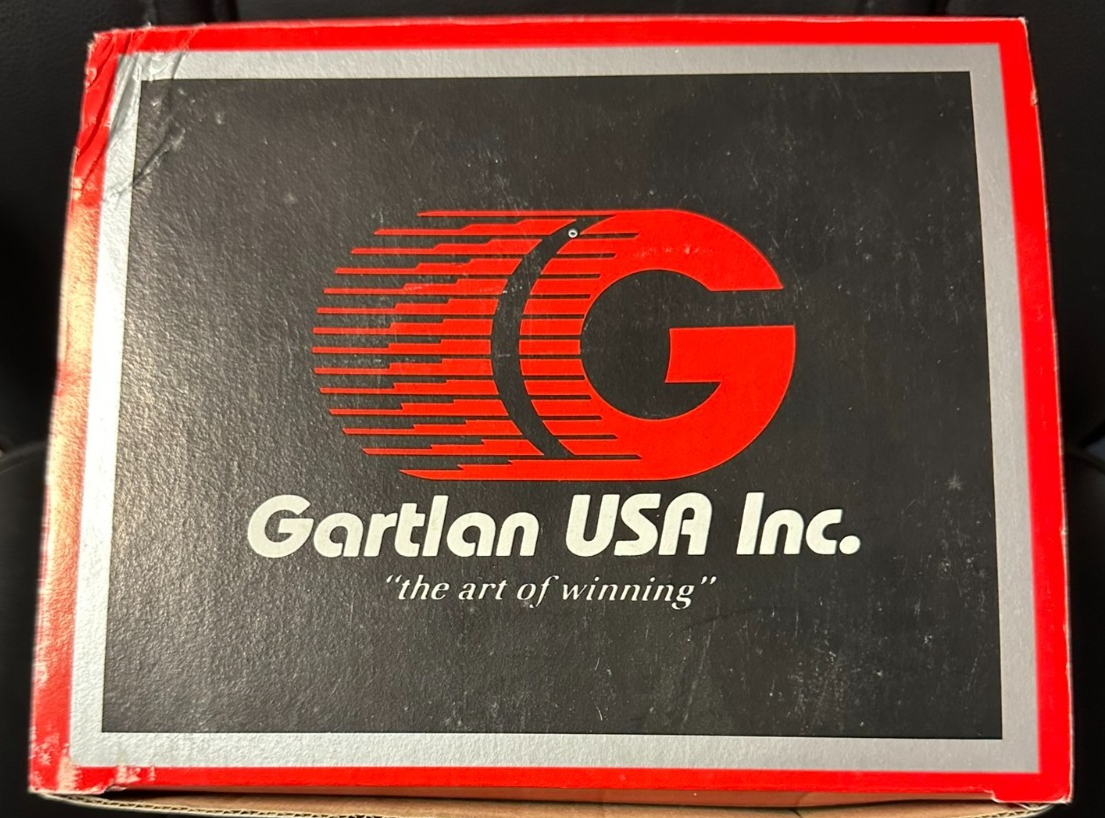 G
Gartlan USA Inc.
“the art of winning”